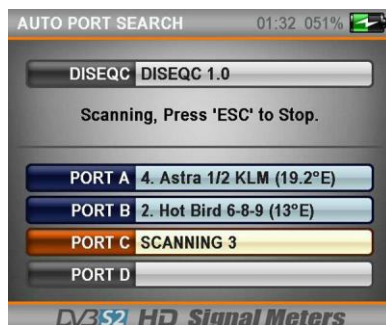 AUTO PORT SEARCH 01:32 051%
DISEQC DISEQC 1.0
Scanning, Press 'ESC' to Stop.
PORT A 4. Astra 1/2 KLM (19.2°E)
PORT B 2. Hot Bird 6-8-9 (13°E)
PORT C SCANNING 3
PORT D
DVB S2 HD Signal Meters